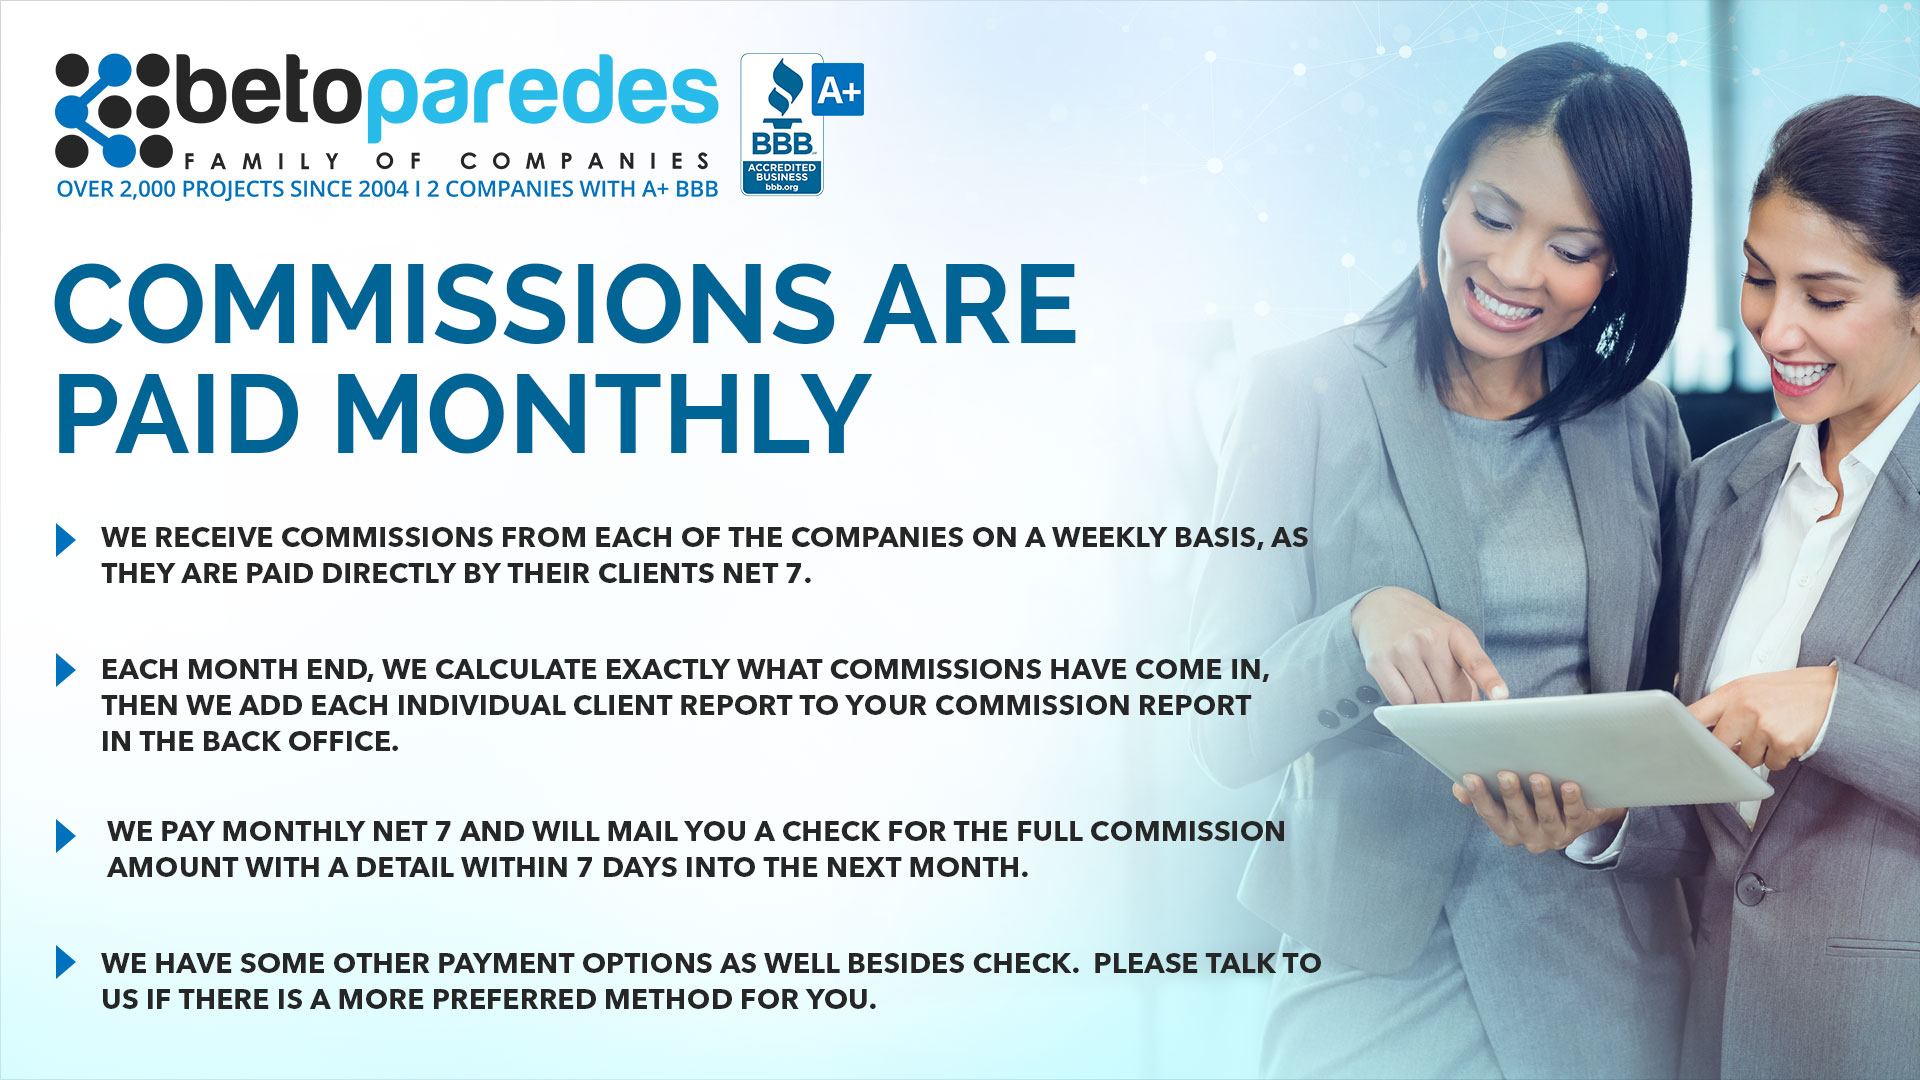 betoparedes
FAMILY OF COMPANIES
OVER 2,000 PROJECTS SINCE 2004 I 2 COMPANIES WITH A+ BBB
A+
BBB
ACCREDITED
BUSINESS
bbb.org
COMMISSIONS ARE
PAID MONTHLY
WE RECEIVE COMMISSIONS FROM EACH OF THE COMPANIES ON A WEEKLY BASIS, AS
THEY ARE PAID DIRECTLY BY THEIR CLIENTS NET 7.
EACH MONTH END, WE CALCULATE EXACTLY WHAT COMMISSIONS HAVE COME IN,
THEN WE ADD EACH INDIVIDUAL CLIENT REPORT TO YOUR COMMISSION REPORT
IN THE BACK OFFICE.
WE PAY MONTHLY NET 7 AND WILL MAIL YOU A CHECK FOR THE FULL COMMISSION
AMOUNT WITH A DETAIL WITHIN 7 DAYS INTO THE NEXT MONTH.
WE HAVE SOME OTHER PAYMENT OPTIONS AS WELL BESIDES CHECK.  PLEASE TALK TO
US IF THERE IS A MORE PREFERRED METHOD FOR YOU.